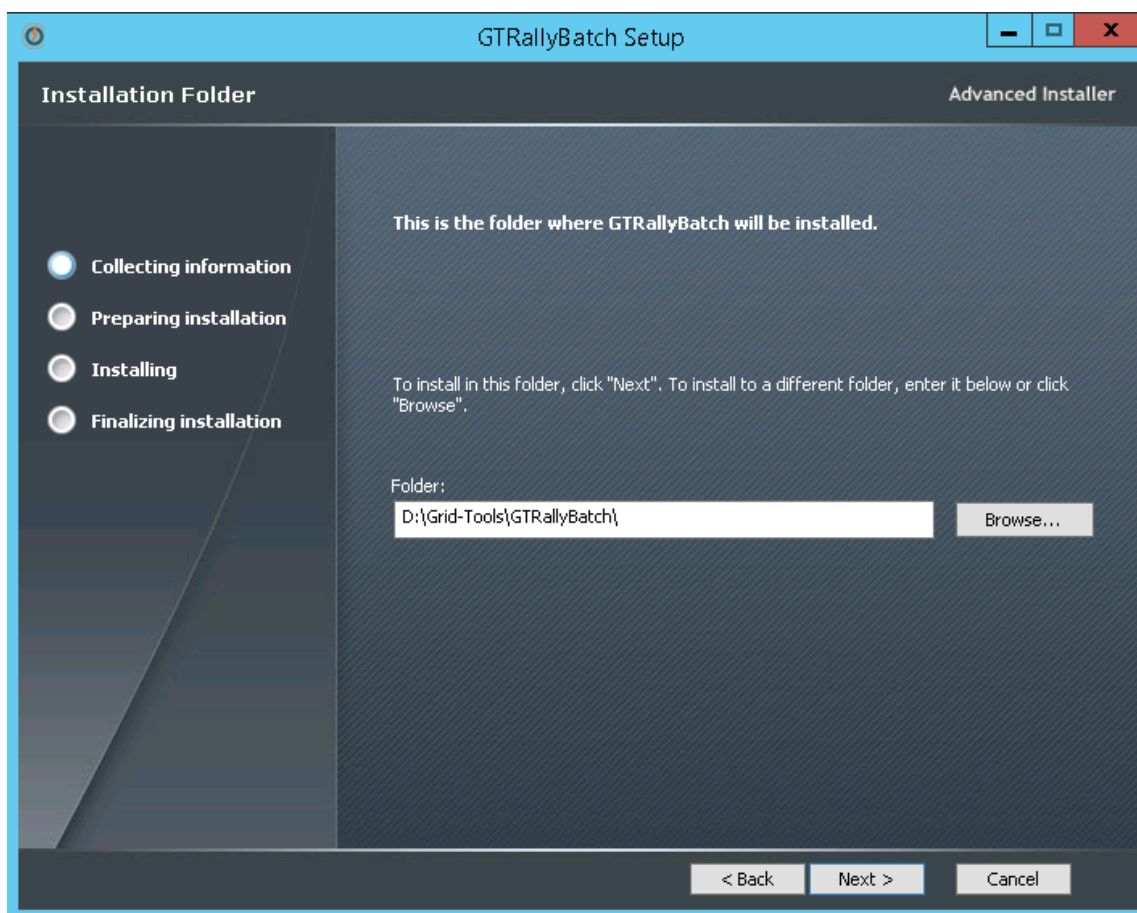 GTRallyBatch Setup
Installation Folder
Advanced Installer
This is the folder where GTRallyBatch will be installed.
Collecting information
Preparing installation
Installing
Finalizing installation
To install in this folder, click "Next". To install to a different folder, enter it below or click
"Browse".
Folder:
D:\Grid-Tools\GTRallyBatch\
Browse...
< Back
Next >
Cancel